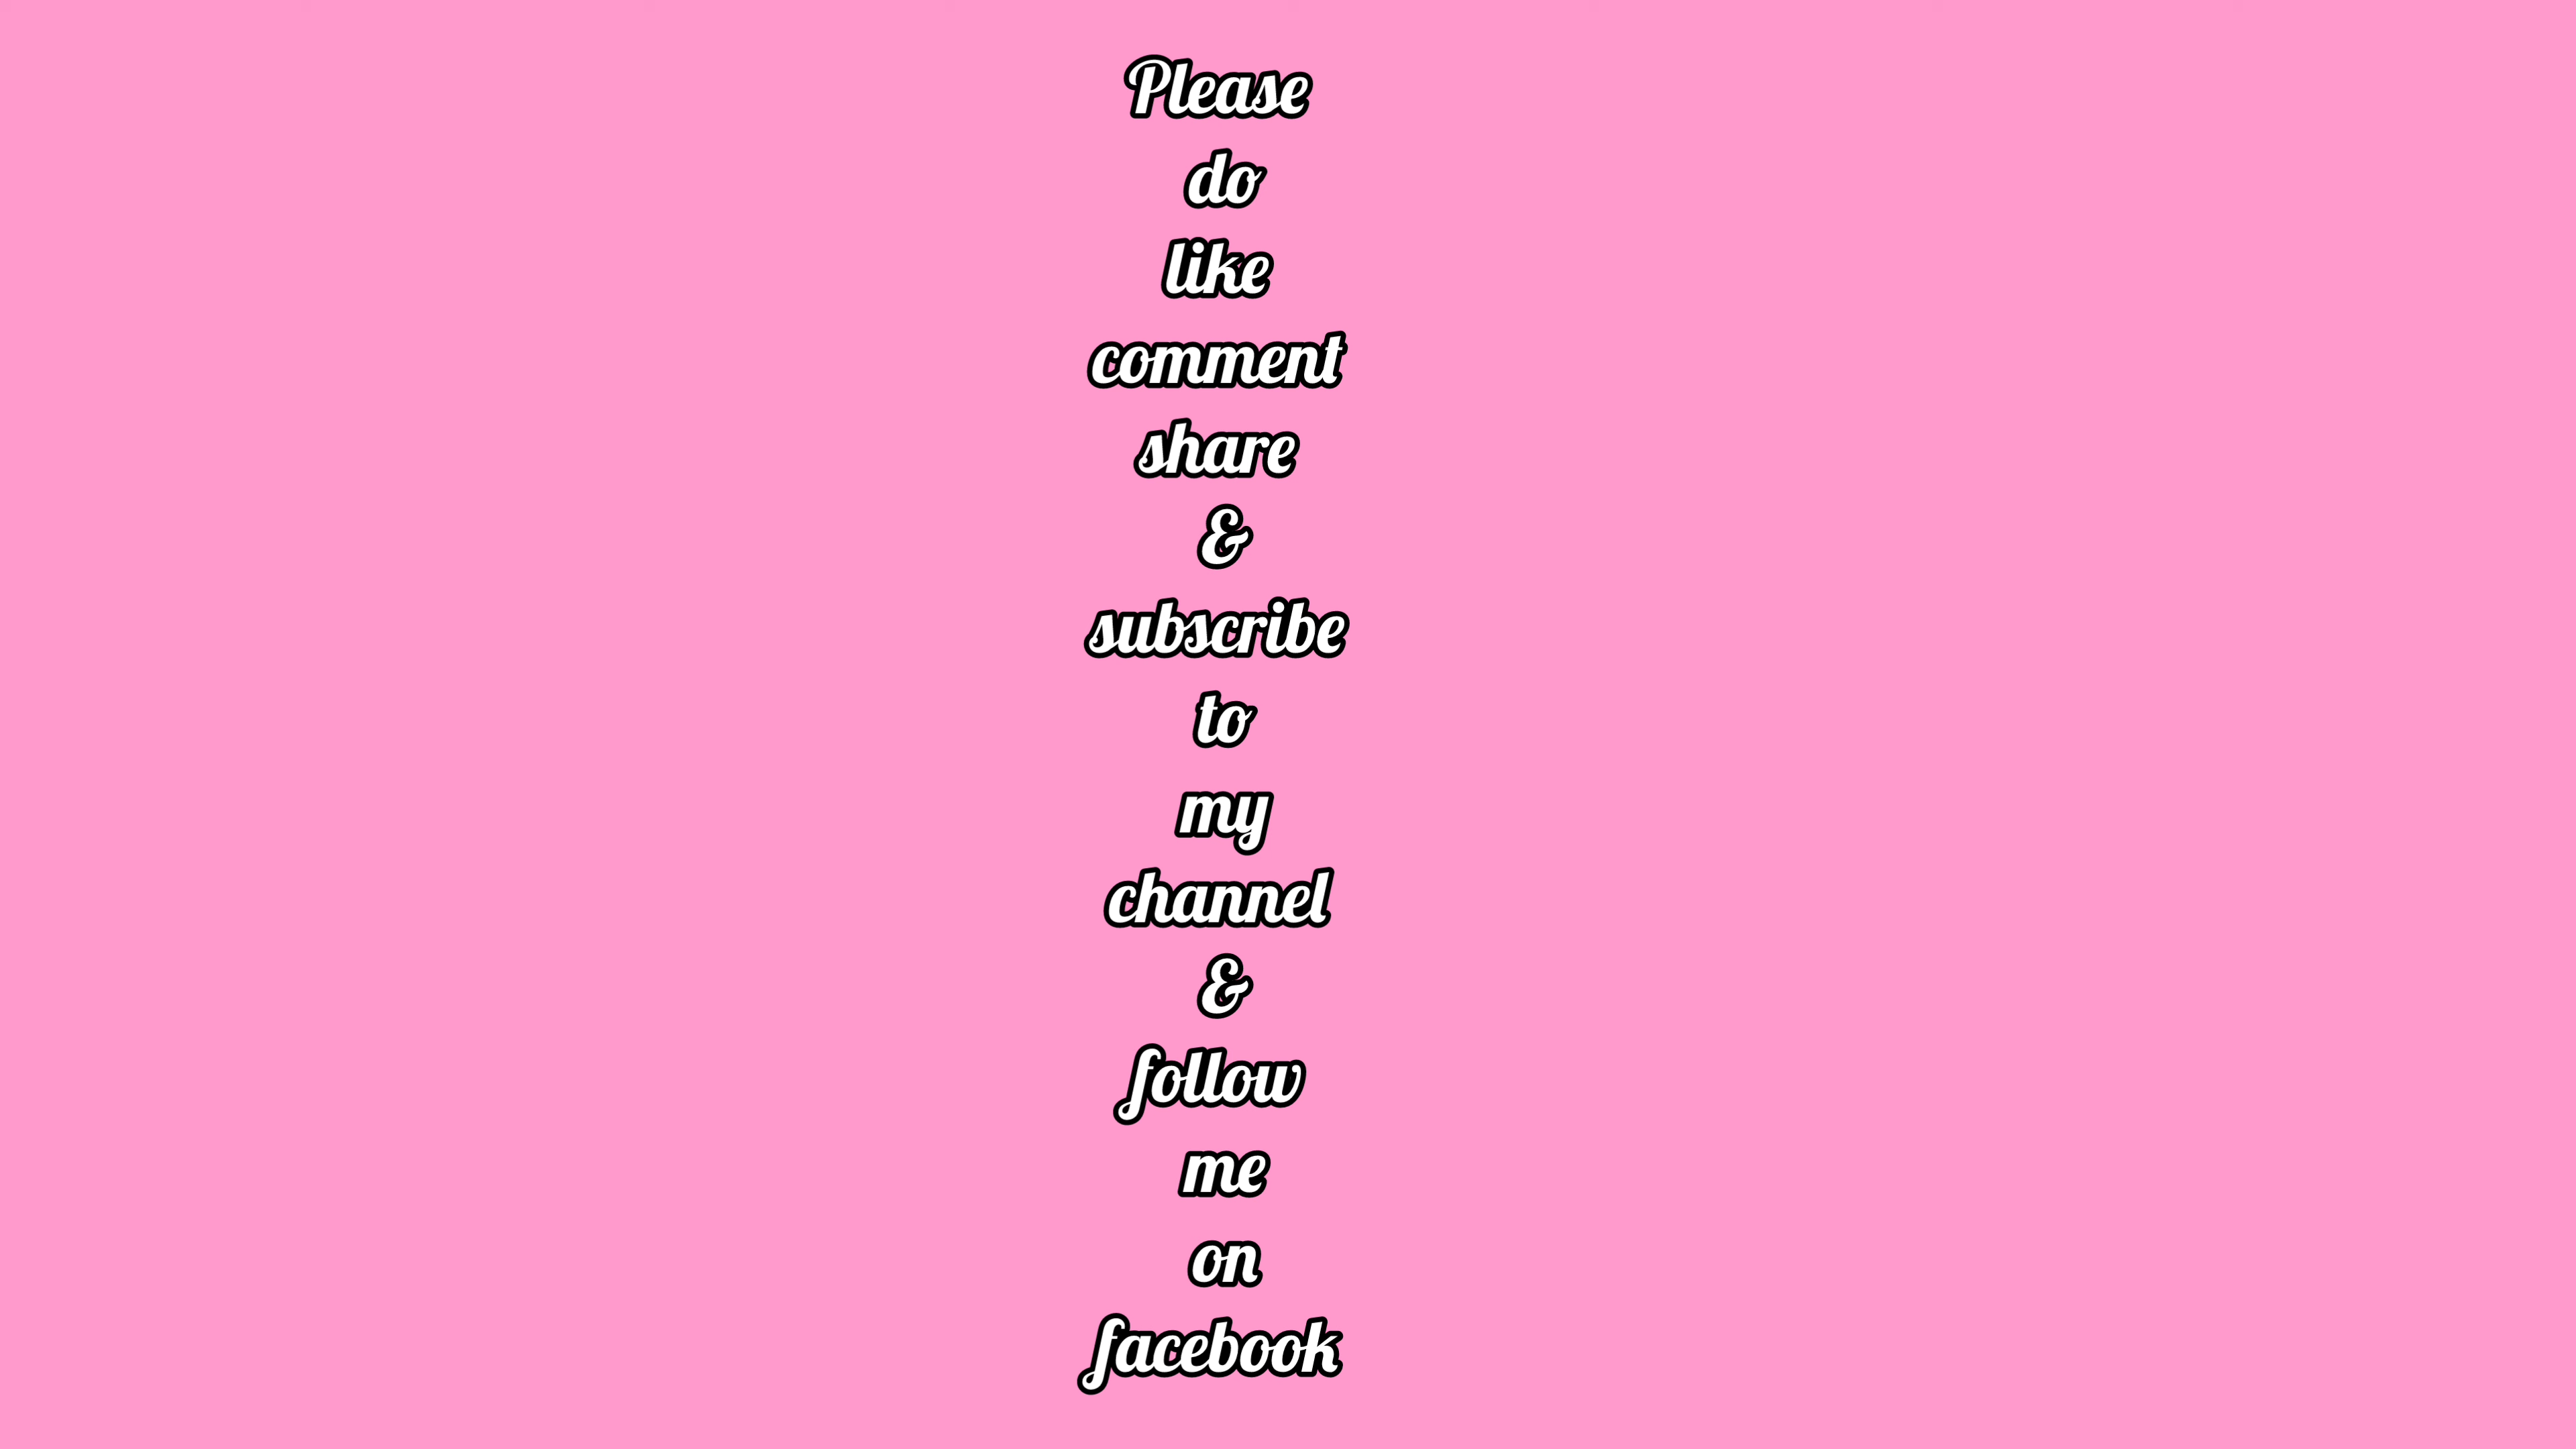 Please
do
like
comment
share
&
subscribe
to
my
channel
&
follow
me
on
facebook